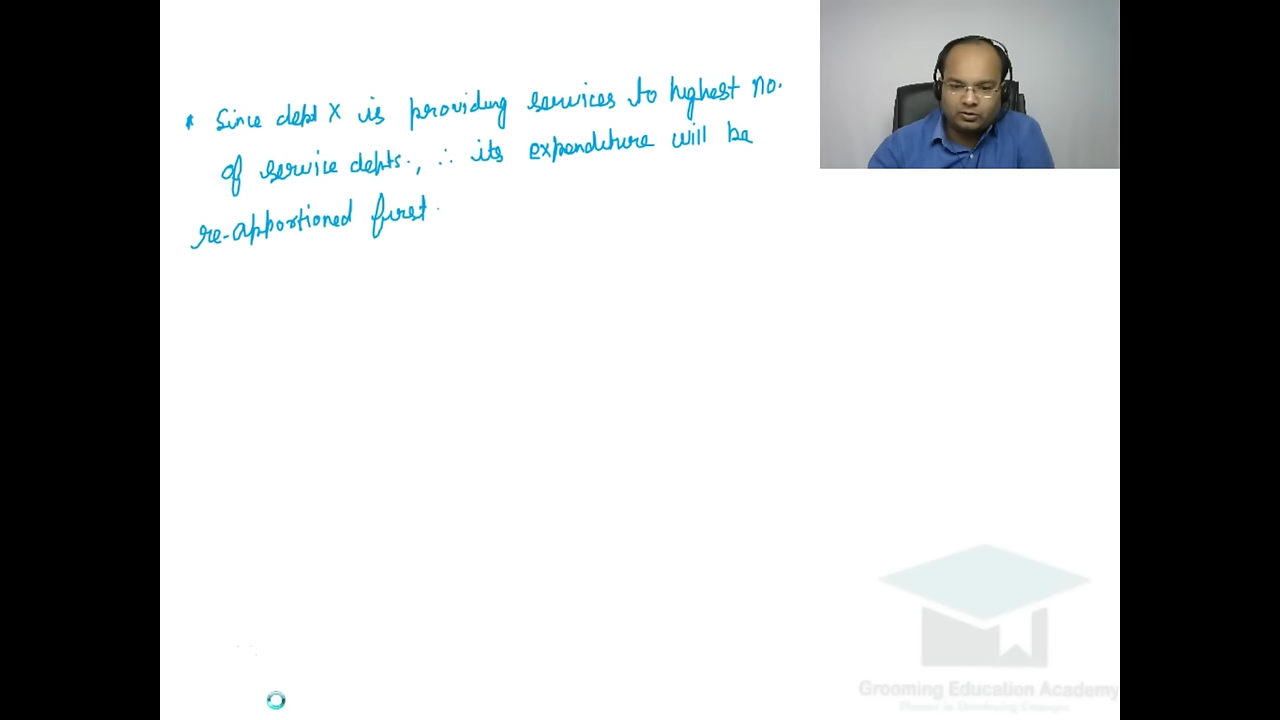 * Since dept X is providing services to highest no.
of service depts., ∴ its expenditure will be
re-apportioned first.
Grooming Education Academy